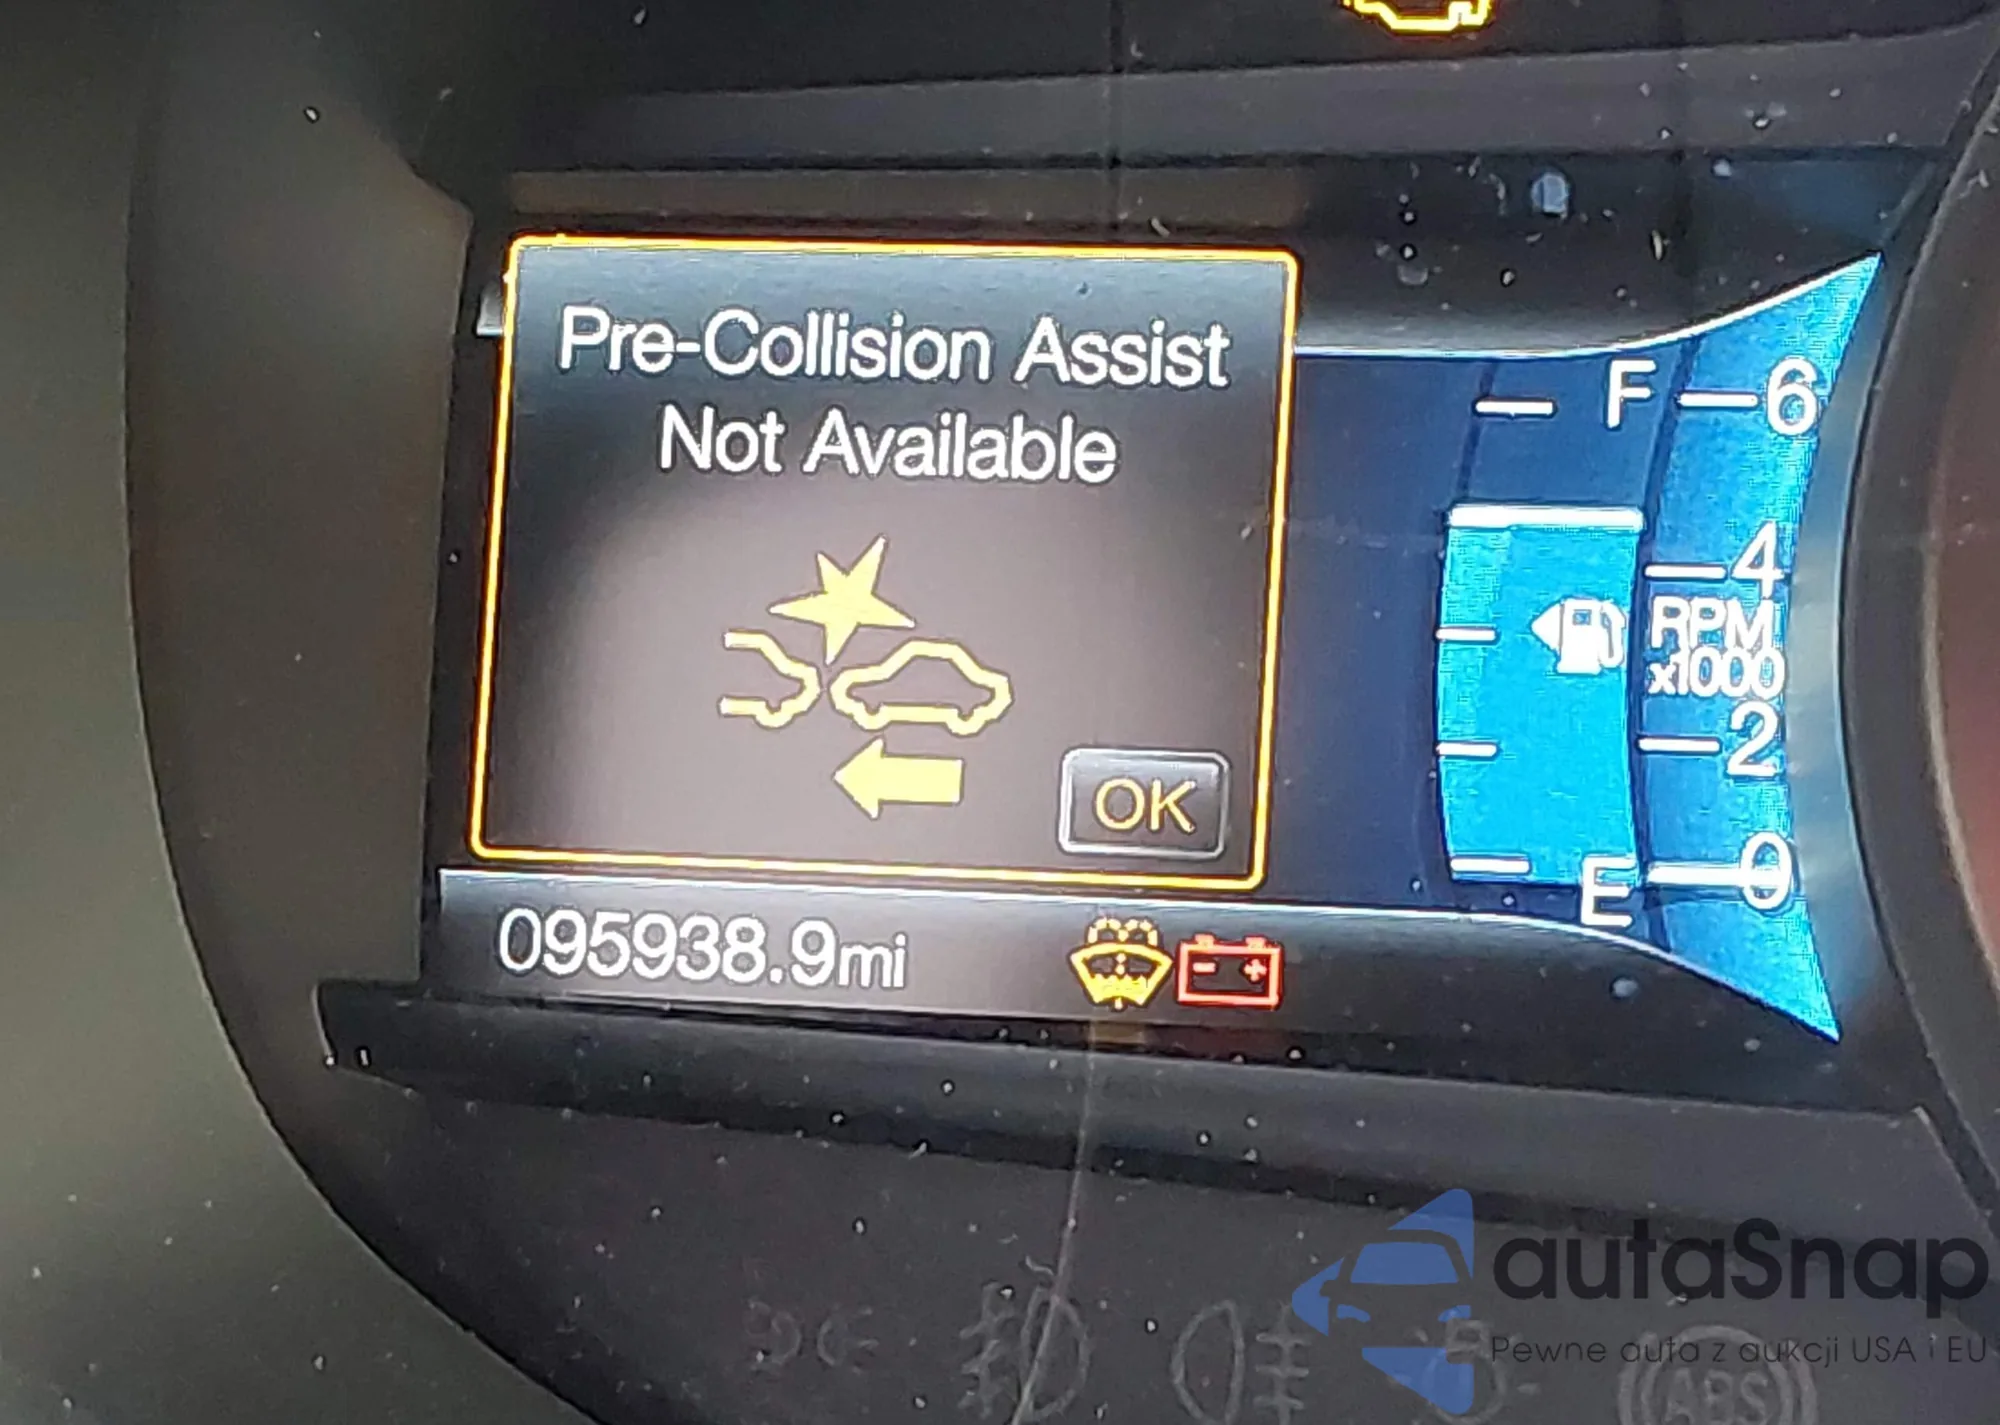 Pre-Collision Assist
Not Available
OK
F
6
4
RPM
x1000
2
E
0
095938.9mi
autaSnap
Pewne auta z aukcji USA i EU
ABS